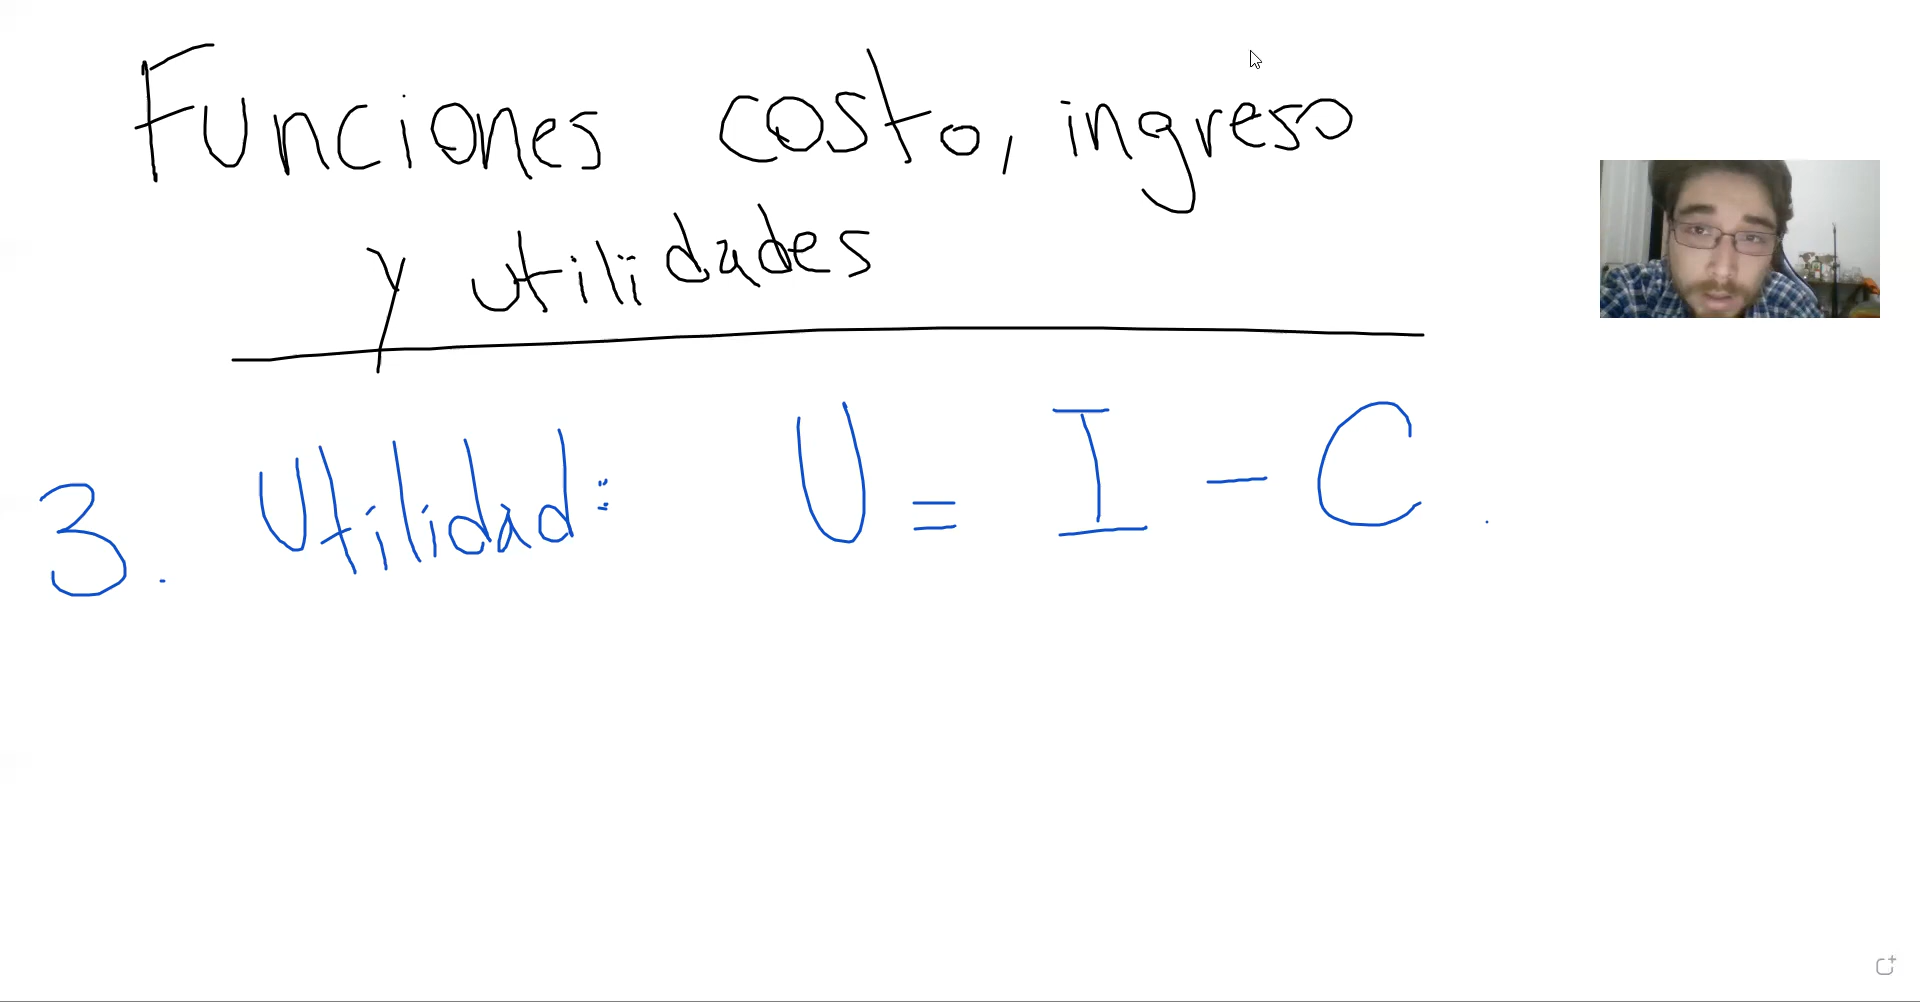 Funciones costo, ingreso
y utilidades
3. Utilidad: U = I - C.